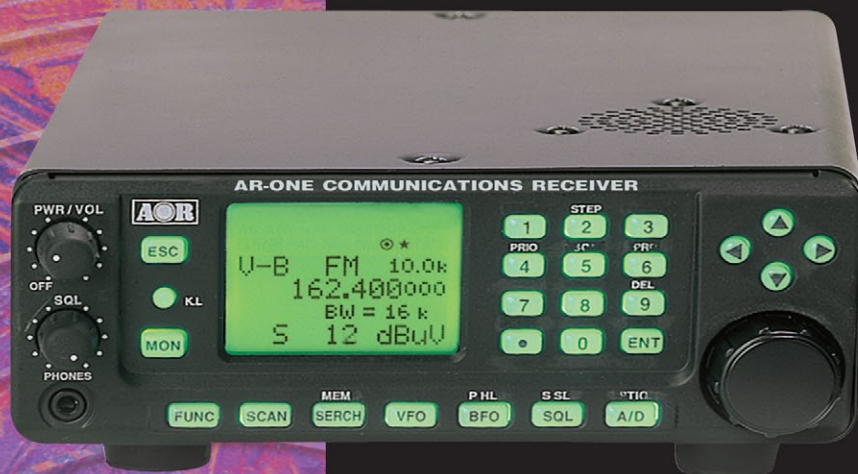 AR-ONE COMMUNICATIONS RECEIVER
PWR / VOL
AOR
OFF
ESC
K.L
SQL
MON
PHONES
V-B FM 10.0k
162.400000
BW = 16 k
S 12 dBuV
STEP
1 2 3
PRIO
4 5 6
DEL
7 8 9
• 0 ENT
MEM
FUNC SCAN SERCH VFO BFO SQL A/D